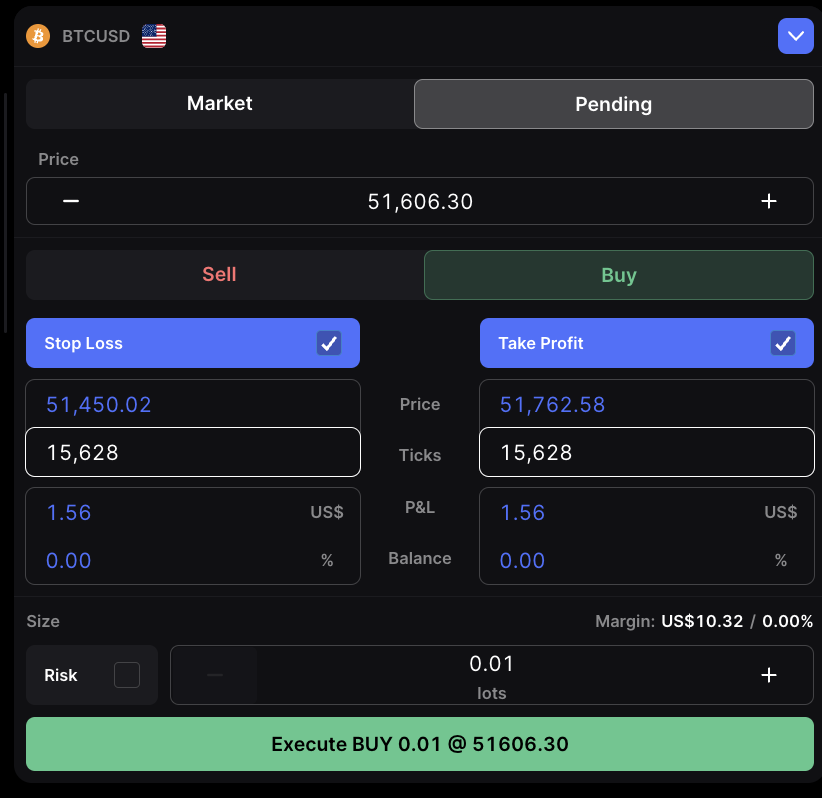 BTCUSD
Market Pending
Price
− 51,606.30 +
Sell Buy
Stop Loss Take Profit
51,450.02 Price 51,762.58
15,628 Ticks 15,628
1.56 US$ P&L 1.56 US$
0.00 % Balance 0.00 %
Size Margin: US$10.32 / 0.00%
Risk − 0.01 +
lots
Execute BUY 0.01 @ 51606.30